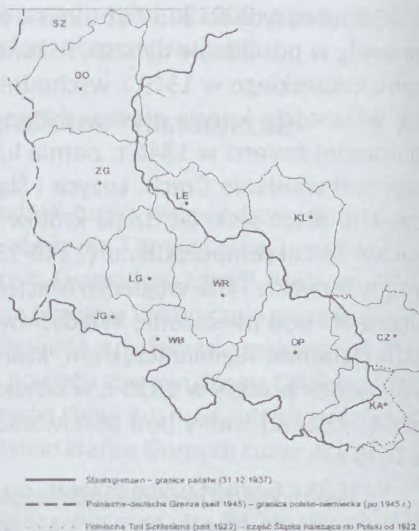 SZ
GO
ZG
LE
KŁ
LG
WR
JG
WB
OP
CZ
KA
Staatsgrenzen – granice państw (31.12.1937)
Polnische-deutsche Grenze (seit 1945) – granica polsko-niemiecka [po 1945 r.]
Polnische Teil Schlesiens (seit 1922) – część Śląska należąca do Polski od 1922